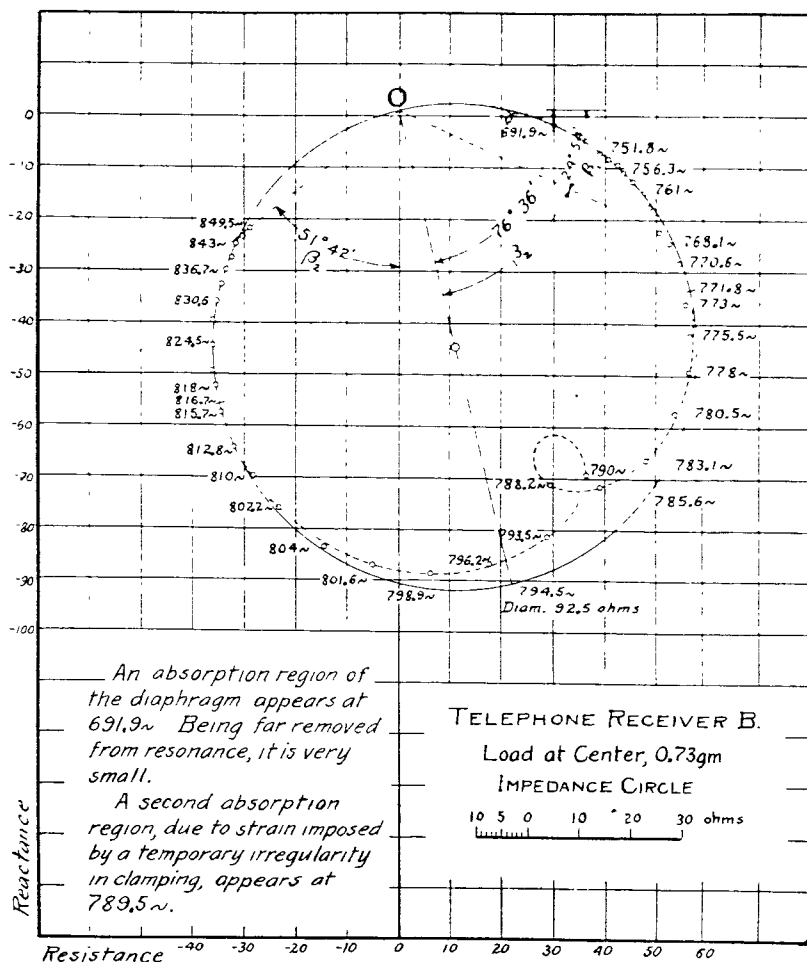 10
0
-10
-20
-30
-40
-50
-60
-70
-80
-90
-100
O
691.9~
751.8~
756.3~
761~
768.1~
770.6~
771.8~
773~
775.5~
778~
780.5~
783.1~
785.6~
790~
788.2~
793.5~
796.2~
794.5~
Diam. 92.5 ohms
798.9~
801.6~
804~
802.2~
810~
812.8~
815.7~
816.7~
818~
824.5~
830.6
836.7~
843~
849.5~
51° 42'
β2
76° 36'
β2
β1
An absorption region of
the diaphragm appears at
691.9~ Being far removed
from resonance, it is very
small.
A second absorption
region, due to strain imposed
by a temporary irregularity
in clamping, appears at
789.5~.
TELEPHONE RECEIVER B.
Load at Center, 0.73gm
IMPEDANCE CIRCLE
10 5 0 10 20 30 ohms
Reactance
Resistance
-40 -30 -20 -10 0 10 20 30 40 50 60